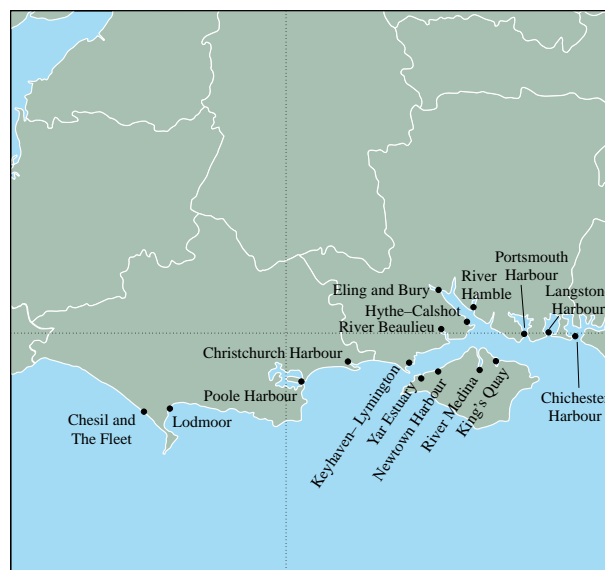 Portsmouth
Harbour
River
Hamble
Langston
Harbour
Eling and Bury
Hythe–Calshot
River Beaulieu
Christchurch Harbour
Poole Harbour
Keyhaven– Lymington
Yar Estuary
Newtown Harbour
River Medina
King's Quay
Chichester
Harbour
Chesil and
The Fleet
Lodmoor